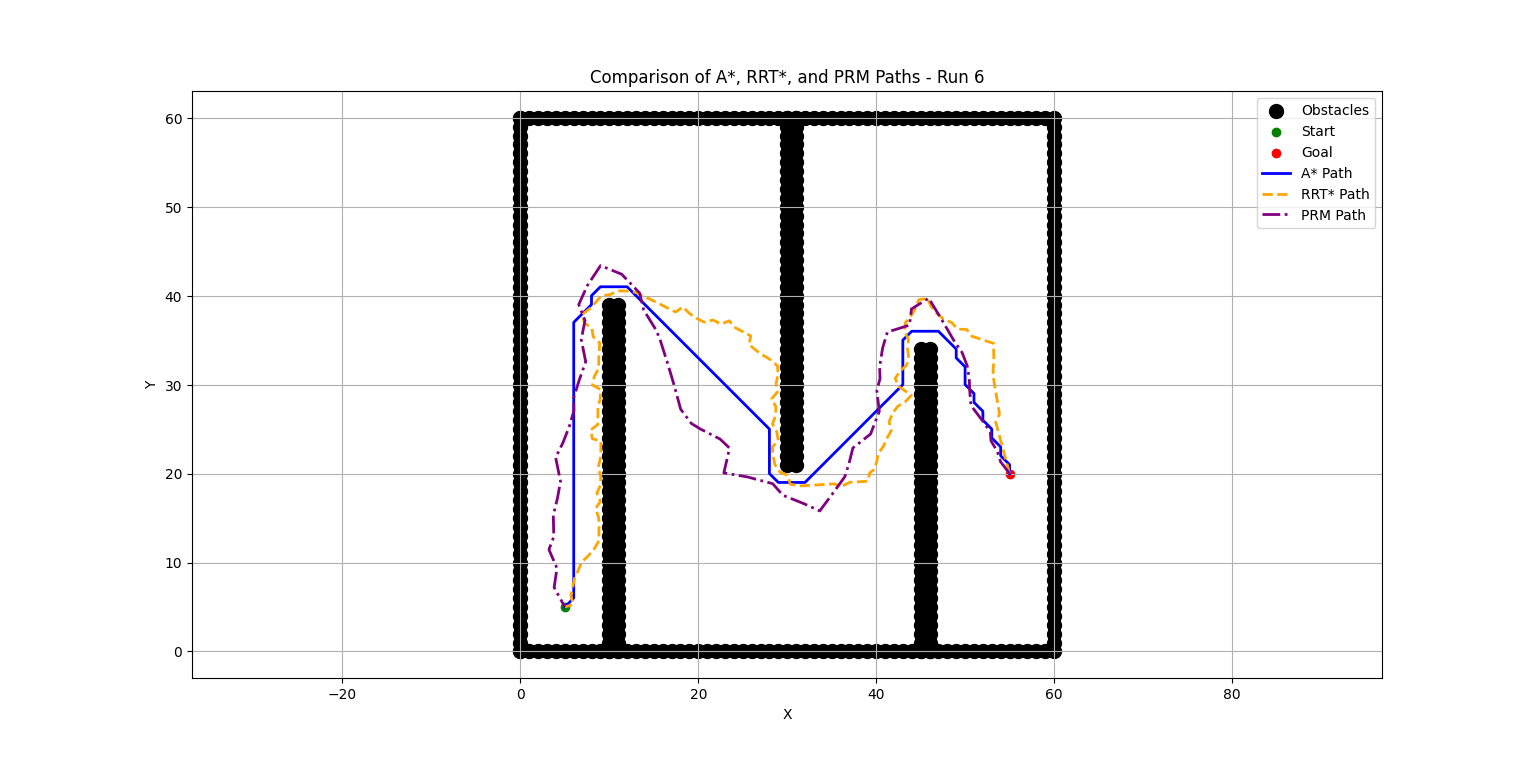 Comparison of A*, RRT*, and PRM Paths - Run 6
Obstacles
Start
Goal
A* Path
RRT* Path
PRM Path
60
50
40
30
20
10
0
Y
−20
0
20
40
60
80
X